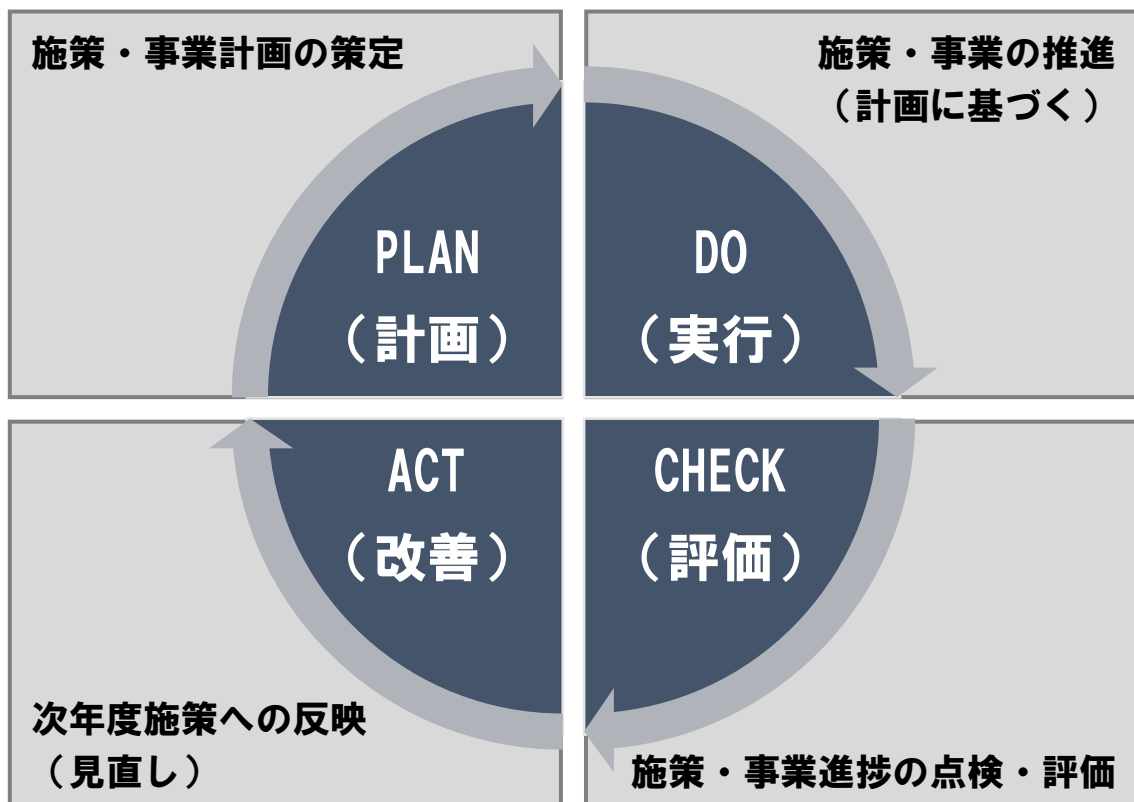 施策・事業計画の策定
PLAN
（計画）
施策・事業の推進
（計画に基づく）
DO
（実行）
ACT
（改善）
次年度施策への反映
（見直し）
CHECK
（評価）
施策・事業進捗の点検・評価